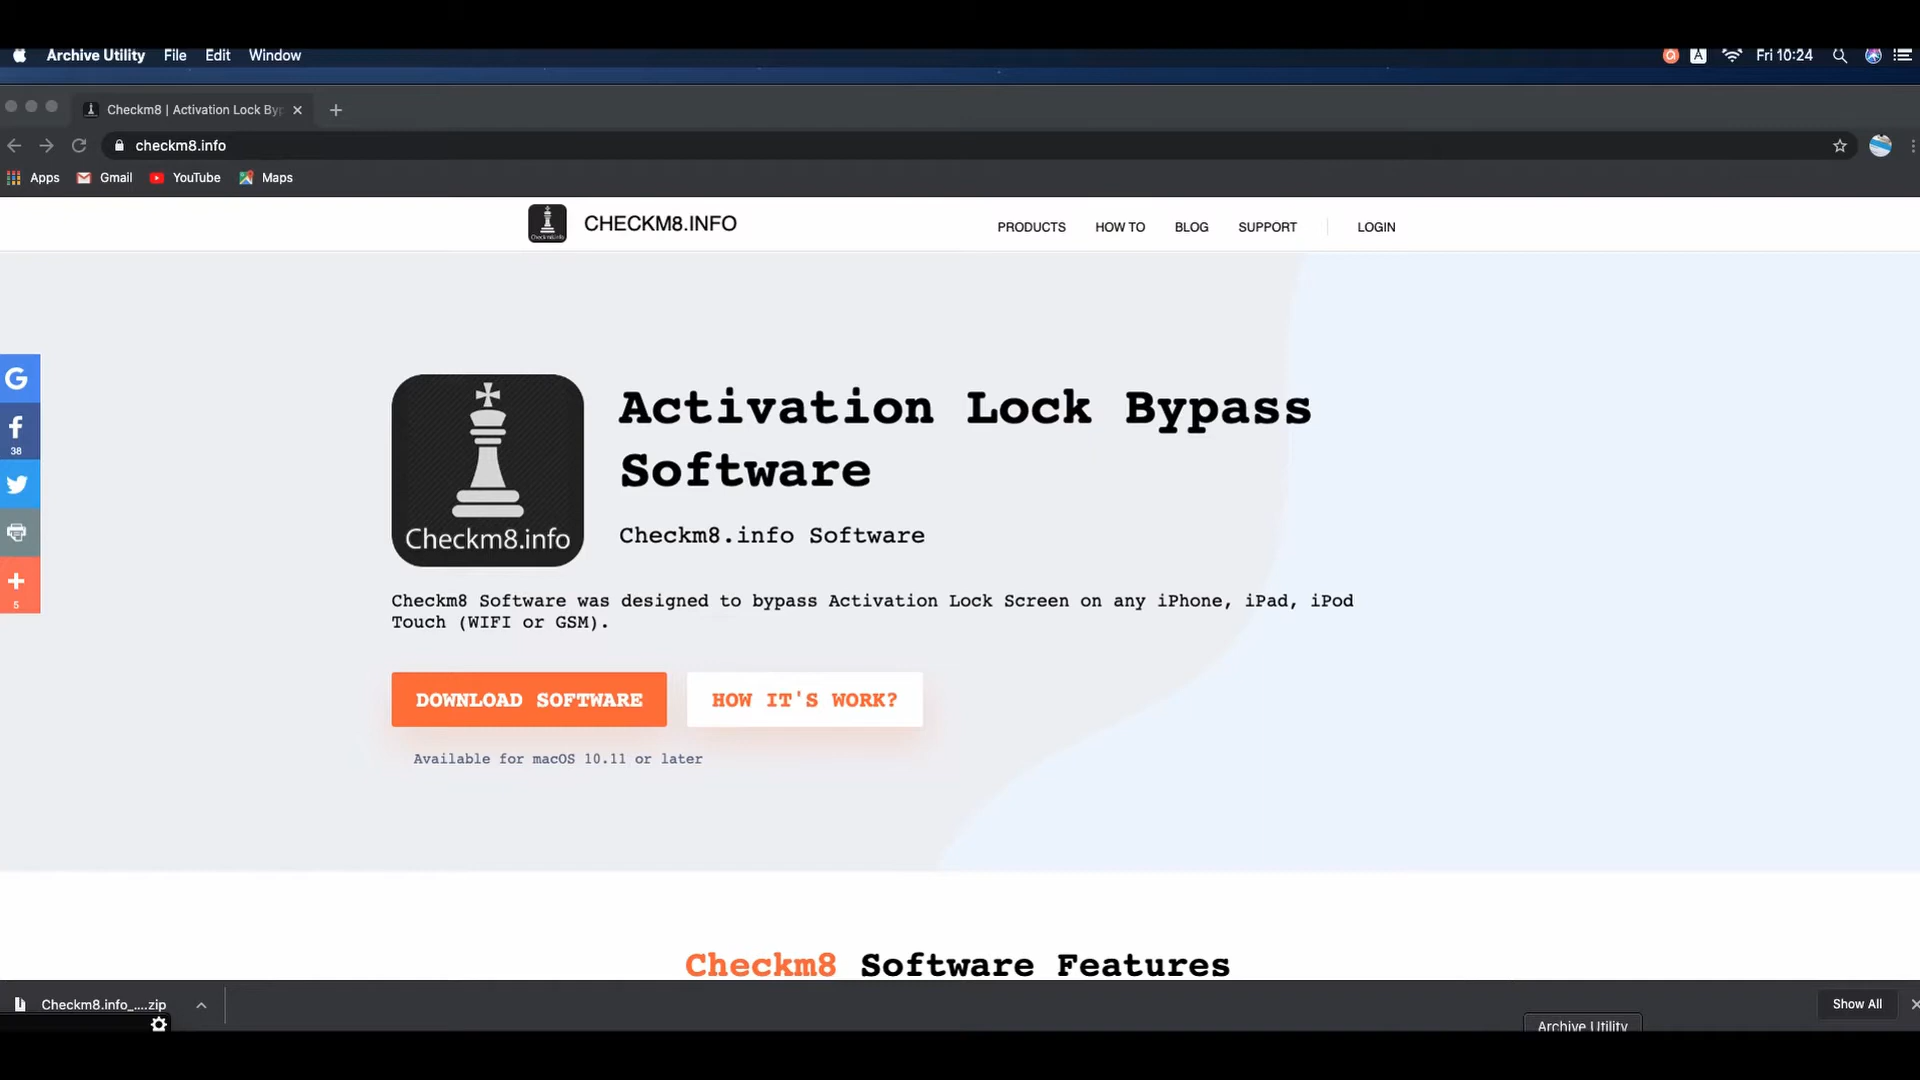 Archive Utility File Edit Window
A Fri 10:24
Checkm8 | Activation Lock Byp
checkm8.info
Apps Gmail YouTube Maps
CHECKM8.INFO PRODUCTS HOW TO BLOG SUPPORT LOGIN
Activation Lock Bypass
Software
Checkm8.info
Checkm8.info Software
38
5
Checkm8 Software was designed to bypass Activation Lock Screen on any iPhone, iPad, iPod
Touch (WIFI or GSM).
DOWNLOAD SOFTWARE HOW IT'S WORK?
Available for macOS 10.11 or later
Checkm8 Software Features
Checkm8.info_....zip Show All
Archive Utility